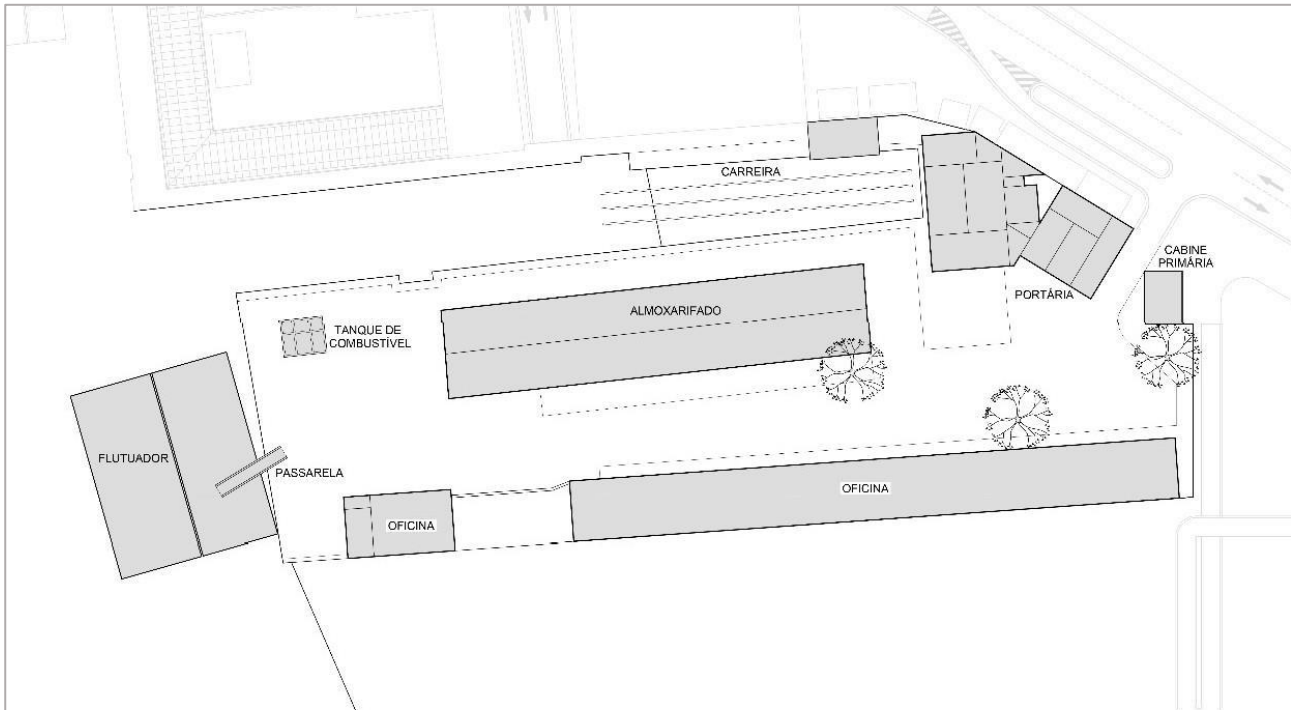 CARREIRA
CABINE
PRIMÁRIA
PORTÁRIA
ALMOXARIFADO
TANQUE DE
COMBUSTÍVEL
FLUTUADOR
PASSARELA
OFICINA
OFICINA